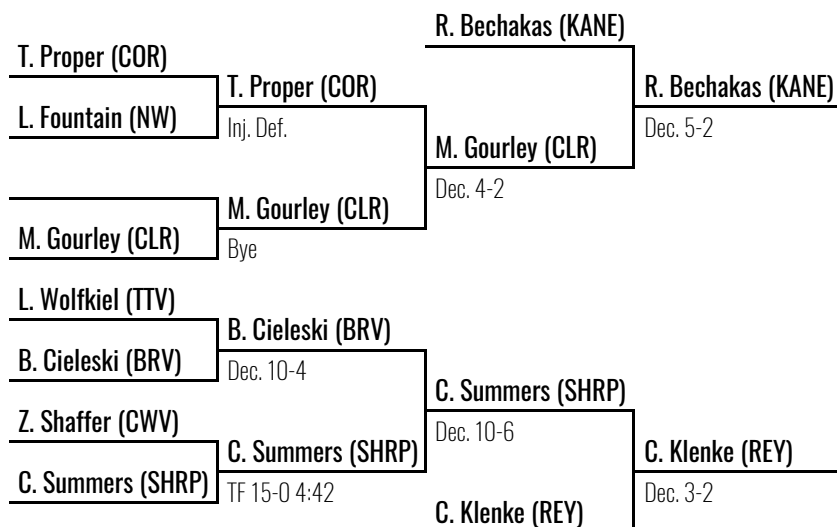 R. Bechakas (KANE)
T. Proper (COR)
T. Proper (COR)
R. Bechakas (KANE)
L. Fountain (NW)
Inj. Def.
Dec. 5-2
M. Gourley (CLR)
Dec. 4-2
M. Gourley (CLR)
M. Gourley (CLR)
Bye
L. Wolfkiel (TTV)
B. Cieleski (BRV)
B. Cieleski (BRV)
Dec. 10-4
C. Summers (SHRP)
Z. Shaffer (CWV)
Dec. 10-6
C. Summers (SHRP)
C. Klenke (REY)
C. Summers (SHRP)
TF 15-0 4:42
Dec. 3-2
C. Klenke (REY)